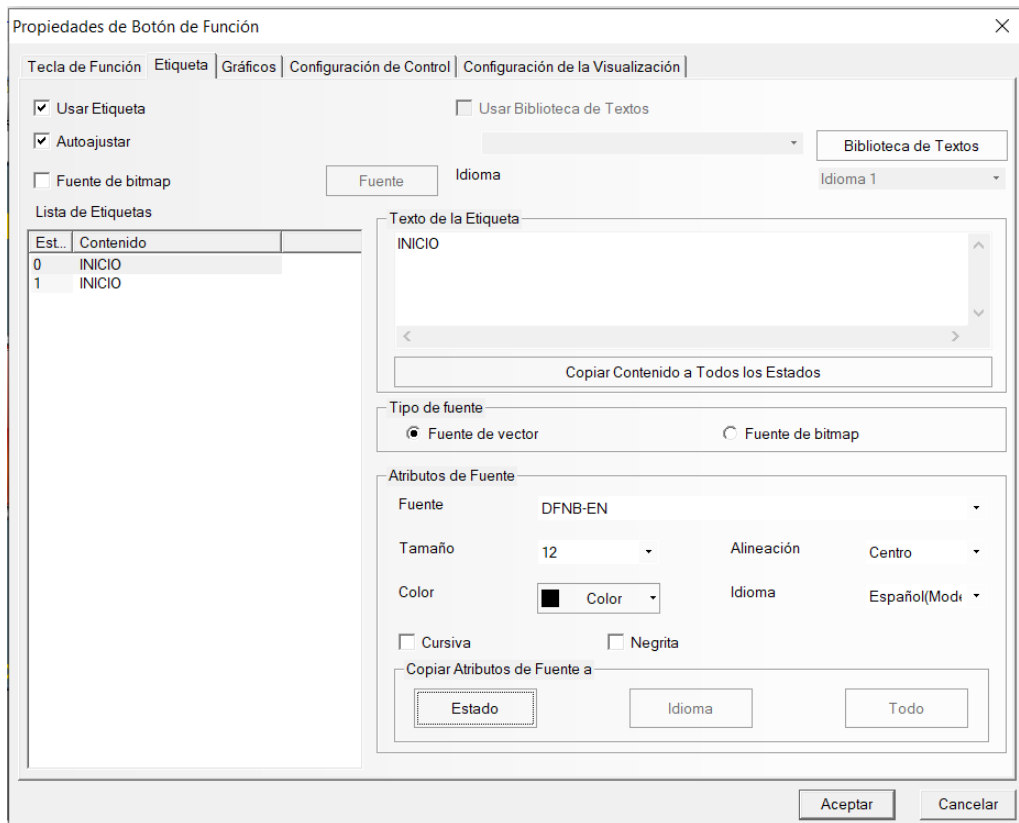 Propiedades de Botón de Función
Tecla de Función Etiqueta Gráficos Configuración de Control Configuración de la Visualización
Usar Etiqueta Usar Biblioteca de Textos
Autoajustar Biblioteca de Textos
Fuente de bitmap Fuente Idioma Idioma 1
Lista de Etiquetas Texto de la Etiqueta
Est... Contenido INICIO
0 INICIO
1 INICIO
Copiar Contenido a Todos los Estados
Tipo de fuente
Fuente de vector Fuente de bitmap
Atributos de Fuente
Fuente DFNB-EN
Tamaño 12 Alineación Centro
Color Color Idioma Español(Mode
Cursiva Negrita
Copiar Atributos de Fuente a
Estado Idioma Todo
Aceptar Cancelar